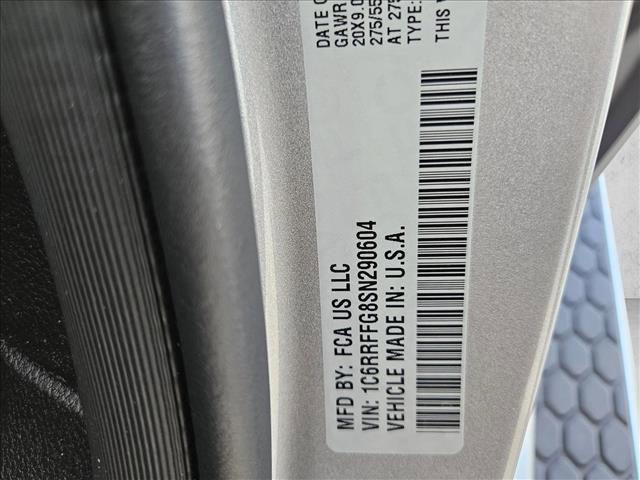 MFD BY: FCA US LLC
VIN: 1C6RRFFG8SN290604
VEHICLE MADE IN: U.S.A.
DATE O
GAWR
20X9.0
275/55
AT 275
TYPE:
THIS V